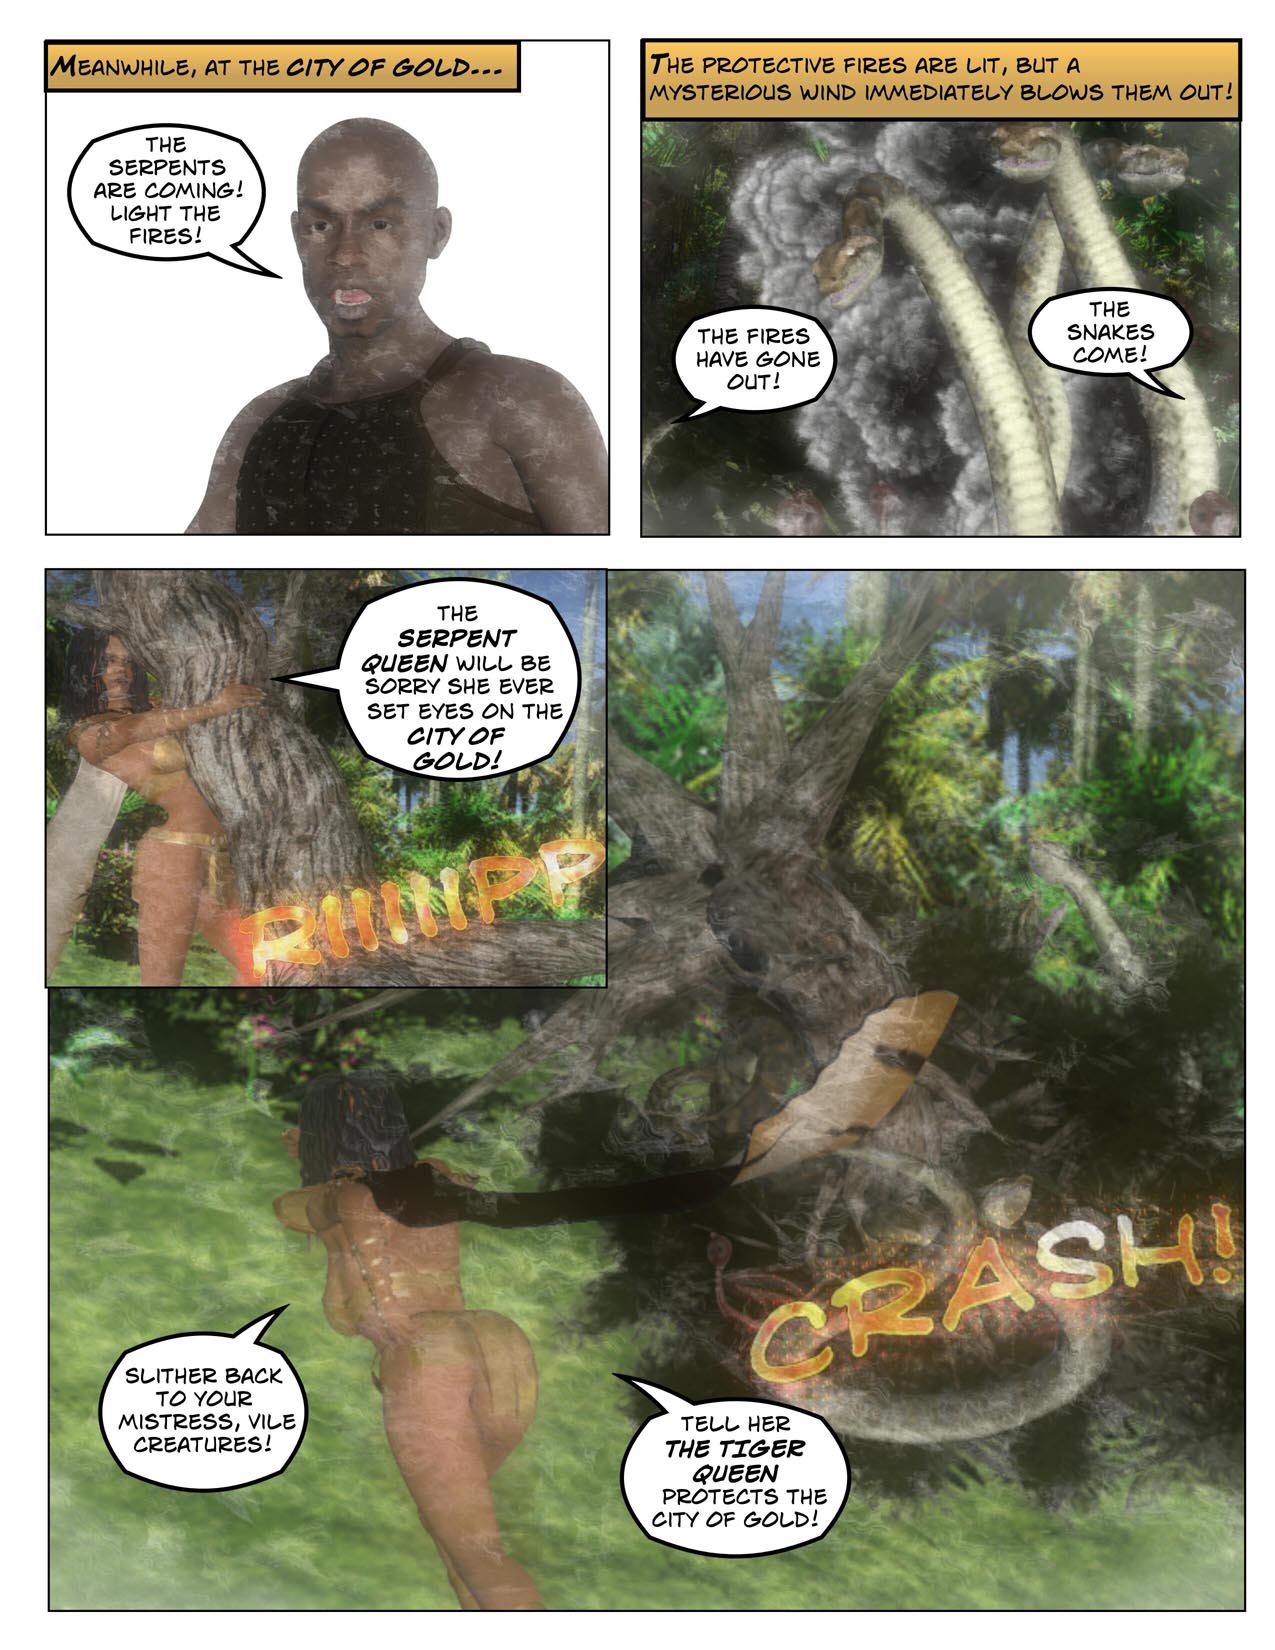 MEANWHILE, AT THE CITY OF GOLD...
THE
SERPENTS
ARE COMING!
LIGHT THE
FIRES!
THE PROTECTIVE FIRES ARE LIT, BUT A
MYSTERIOUS WIND IMMEDIATELY BLOWS THEM OUT!
THE FIRES
HAVE GONE
OUT!
THE
SNAKES
COME!
THE
SERPENT
QUEEN WILL BE
SORRY SHE EVER
SET EYES ON THE
CITY OF
GOLD!
RIIIIIIPP
SLITHER BACK
TO YOUR
MISTRESS, VILE
CREATURES!
CRASH!
TELL HER
THE TIGER
QUEEN
PROTECTS THE
CITY OF GOLD!